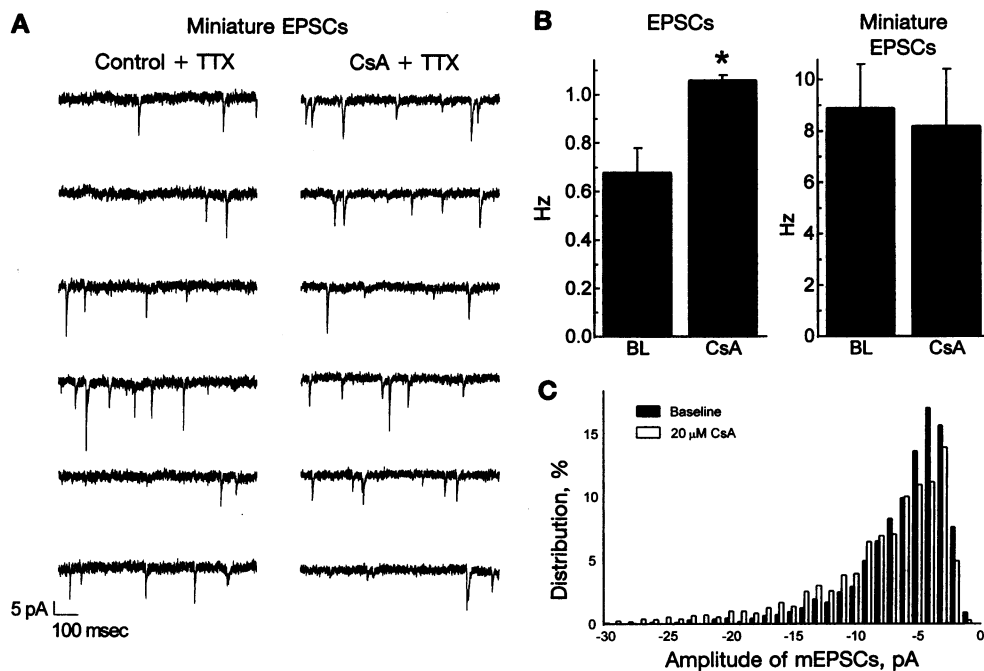 A
Miniature EPSCs
Control + TTX
CsA + TTX
5 pA
100 msec
B
EPSCs
*
Hz
1.0
0.8
0.6
0.4
0.2
0.0
BL
CsA
Miniature
EPSCs
Hz
10
8
6
4
2
0
BL
CsA
C
Baseline
20 μM CsA
Distribution, %
15
10
5
0
-30
-25
-20
-15
-10
-5
0
Amplitude of mEPSCs, pA